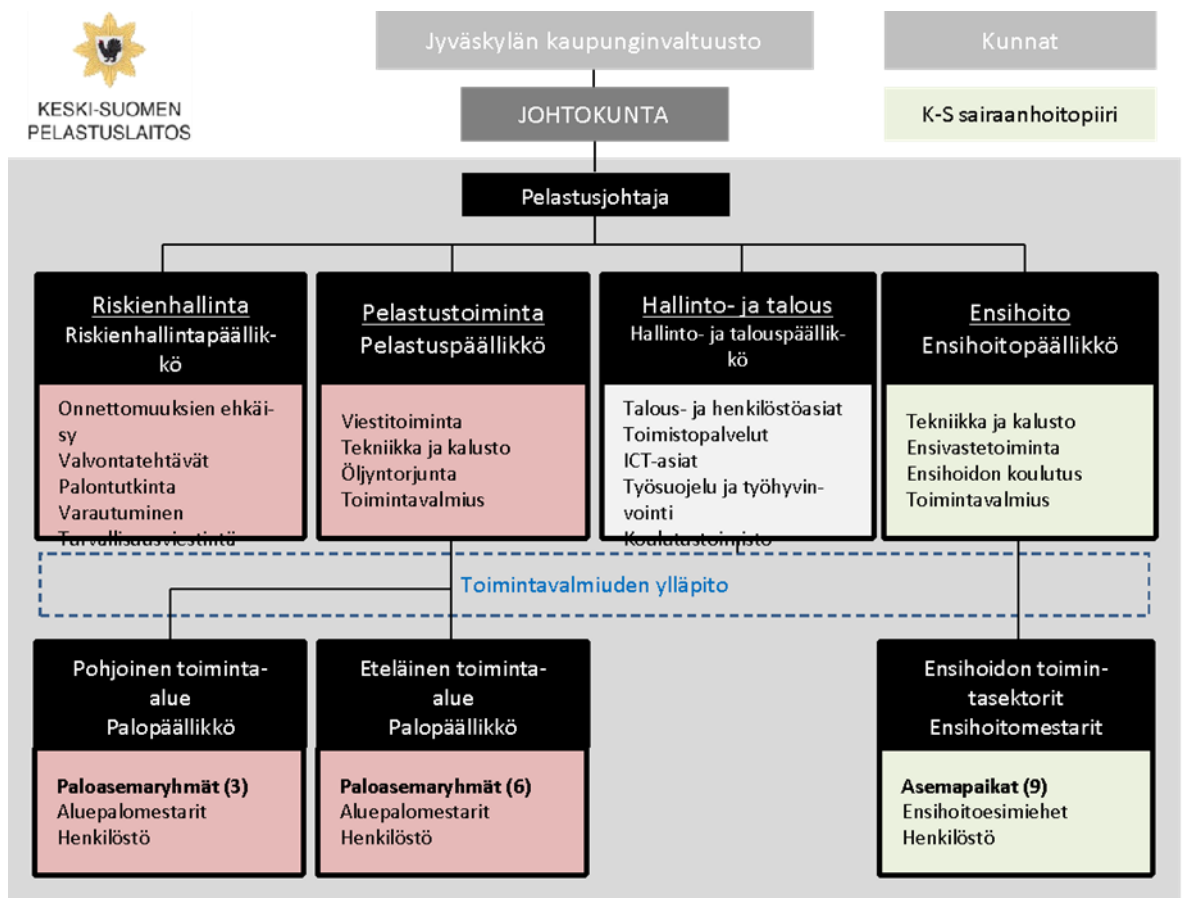 KESKI-SUOMEN
PELASTUSLAITOS
Jyväskylän kaupunginvaltuusto
Kunnat
JOHTOKUNTA
K-S sairaanhoitopiiri
Pelastusjohtaja
Riskienhallinta
Riskienhallintapäällik-
kö
Onnettomuuksien ehkäi-
sy
Valvontatehtävät
Palontutkinta
Varautuminen
Turvallisuusviestintä
Pelastustoiminta
Pelastuspäällikkö
Viestitoiminta
Tekniikka ja kalusto
Öljyntorjunta
Toimintavalmius
Hallinto- ja talous
Hallinto- ja talouspäällik-
kö
Talous- ja henkilöstöasiat
Toimistopalvelut
ICT-asiat
Työsuojelu ja työhyvin-
vointi
Koulutustoimisto
Ensihoito
Ensihoitopäällikkö
Tekniikka ja kalusto
Ensivastetoiminta
Ensihoidon koulutus
Toimintavalmius
Toimintavalmiuden ylläpito
Pohjoinen toiminta-
alue
Palopäällikkö
Paloasemaryhmät (3)
Aluepalomestarit
Henkilöstö
Eteläinen toiminta-
alue
Palopäällikkö
Paloasemaryhmät (6)
Aluepalomestarit
Henkilöstö
Ensihoidon toimin-
tasektorit
Ensihoitomestarit
Asemapaikat (9)
Ensihoitoesimiehet
Henkilöstö